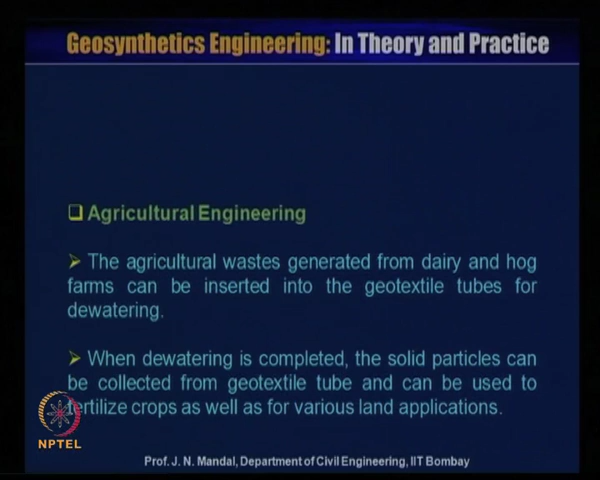 Geosynthetics Engineering: In Theory and Practice
Agricultural Engineering
The agricultural wastes generated from dairy and hog
farms can be inserted into the geotextile tubes for
dewatering.
When dewatering is completed, the solid particles can
be collected from geotextile tube and can be used to
fertilize crops as well as for various land applications.
NPTEL
Prof. J. N. Mandal, Department of Civil Engineering, IIT Bombay